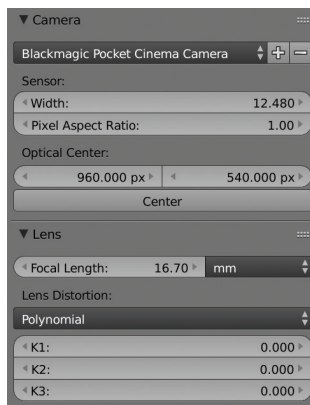 Camera
Blackmagic Pocket Cinema Camera
Sensor:
Width: 12.480
Pixel Aspect Ratio: 1.00
Optical Center:
960.000 px 540.000 px
Center
Lens
Focal Length: 16.70 mm
Lens Distortion:
Polynomial
K1: 0.000
K2: 0.000
K3: 0.000